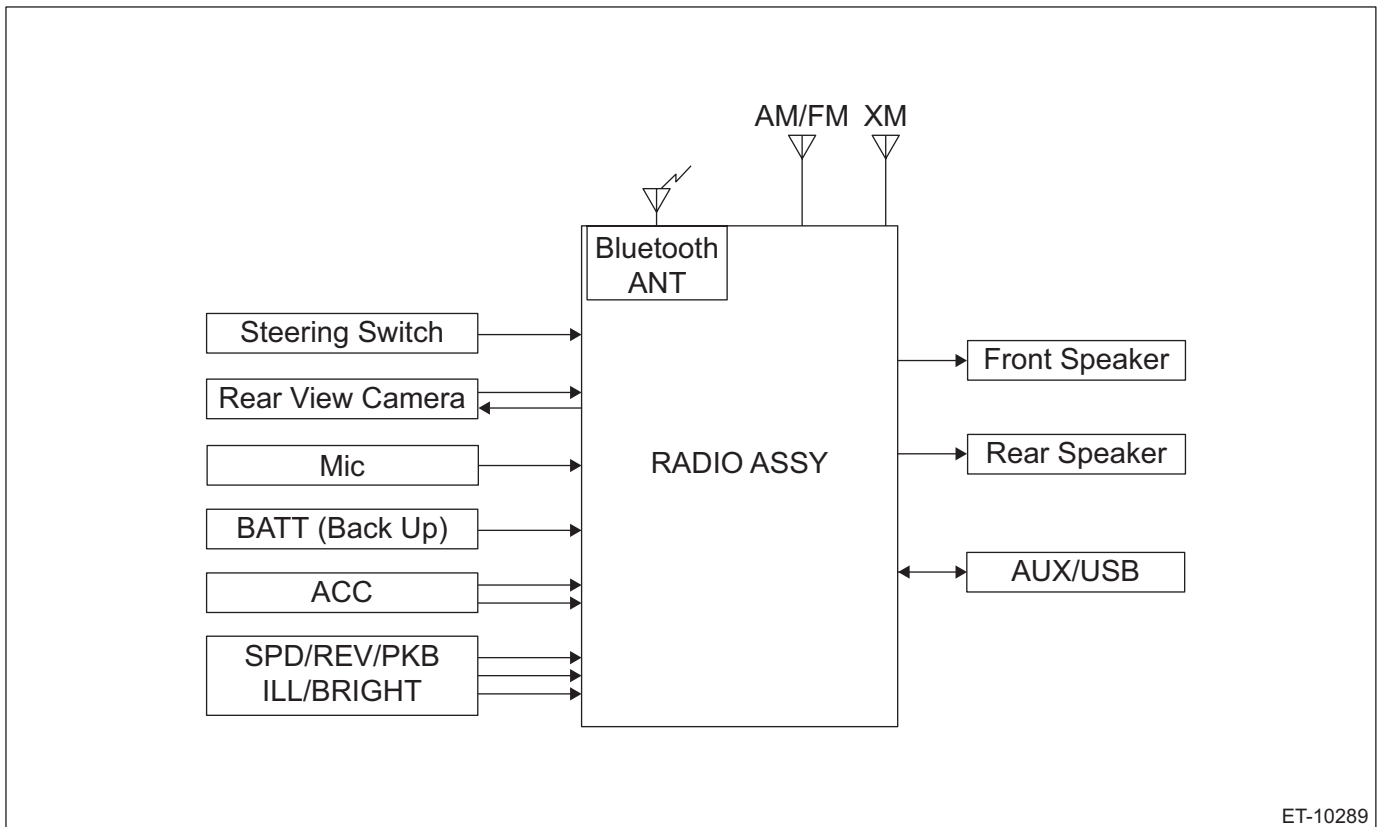 AM/FM XM
Bluetooth
ANT
Steering Switch
Rear View Camera
Mic
BATT (Back Up)
ACC
SPD/REV/PKB
ILL/BRIGHT
RADIO ASSY
Front Speaker
Rear Speaker
AUX/USB
ET-10289